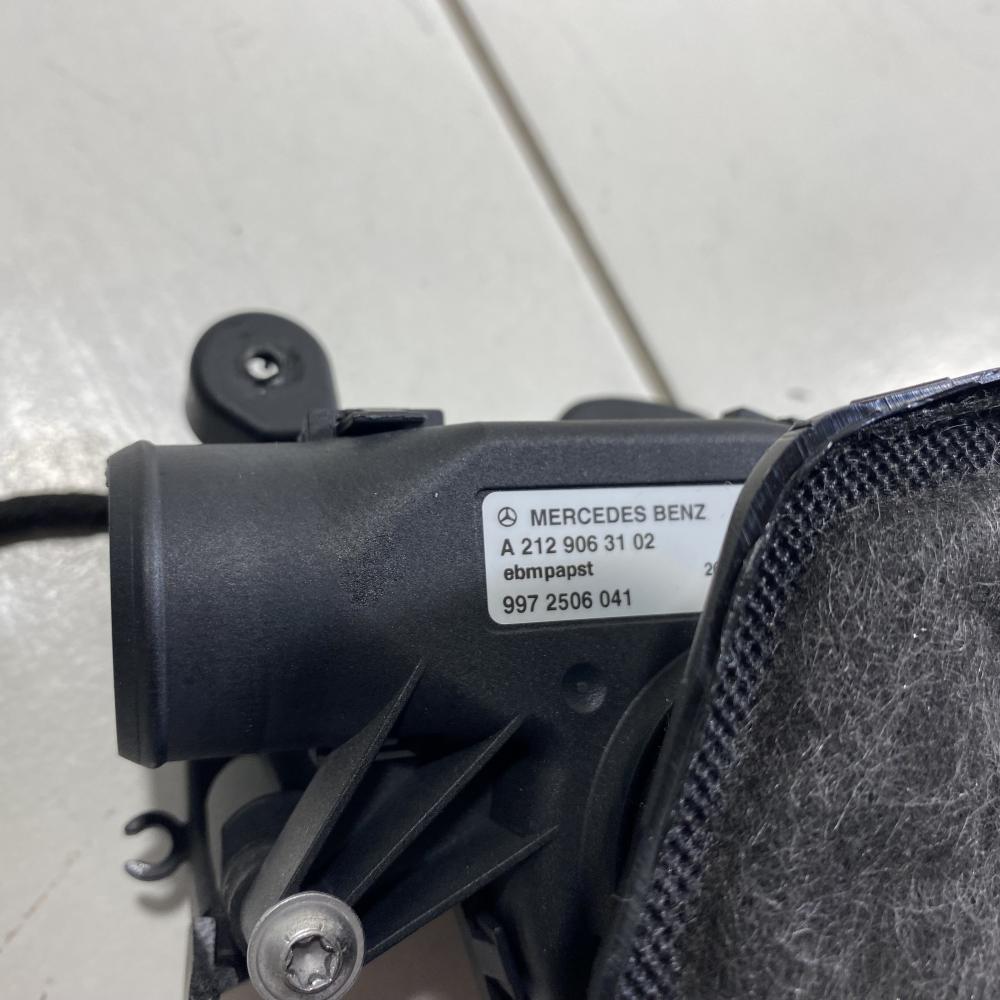 MERCEDES BENZ
A 212 906 31 02
ebmpapst
997 2506 041